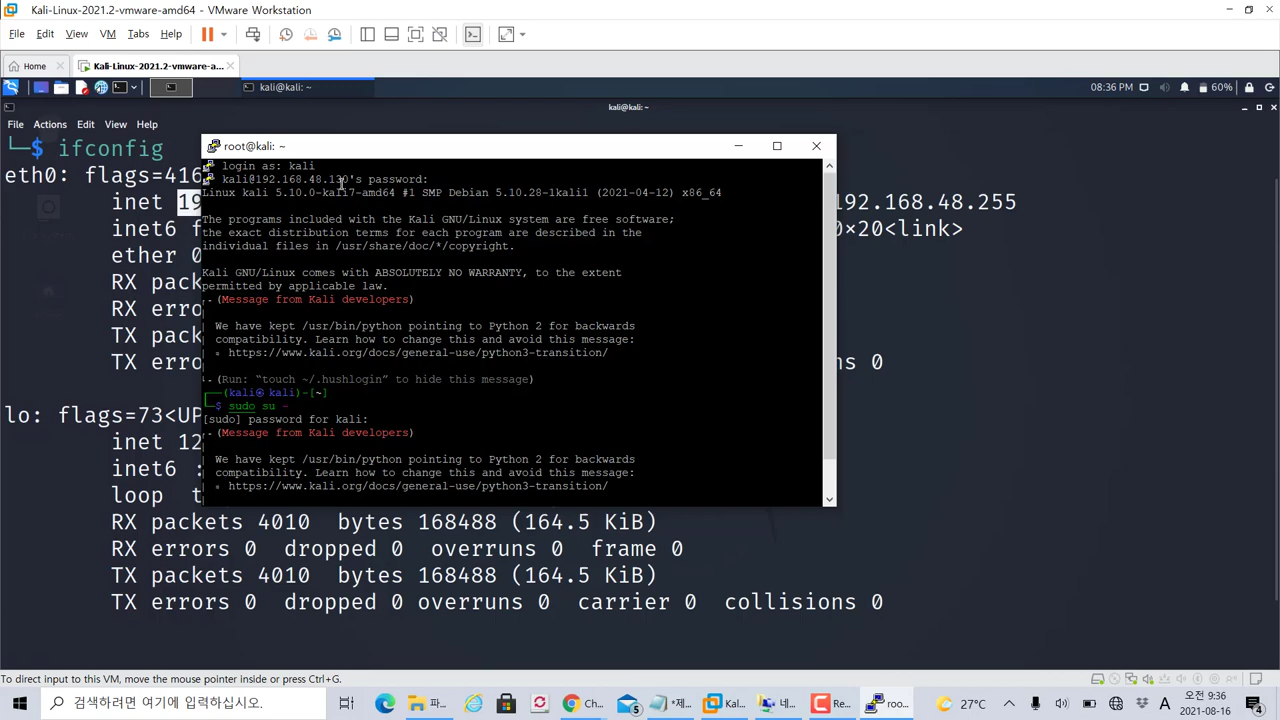 Kali-Linux-2021.2-vmware-amd64 - VMware Workstation
File Edit View VM Tabs Help
Home Kali-Linux-2021.2-vmware-a...
kali@kali: ~ 08:36 PM 60%
kali@kali: ~
File Actions Edit View Help
└─$ ifconfig
eth0: flags=416
inet 19 192.168.48.255
inet6 f 0×20<link>
ether 0
RX pack
RX erro
TX pack
TX erro ions 0
lo: flags=73<UP
inet 12
inet6 :
loop t
RX packets 4010 bytes 168488 (164.5 KiB)
RX errors 0 dropped 0 overruns 0 frame 0
TX packets 4010 bytes 168488 (164.5 KiB)
TX errors 0 dropped 0 overruns 0 carrier 0 collisions 0
root@kali: ~
login as: kali
kali@192.168.48.130's password:
Linux kali 5.10.0-kali7-amd64 #1 SMP Debian 5.10.28-1kali1 (2021-04-12) x86_64
The programs included with the Kali GNU/Linux system are free software;
the exact distribution terms for each program are described in the
individual files in /usr/share/doc/*/copyright.
Kali GNU/Linux comes with ABSOLUTELY NO WARRANTY, to the extent
permitted by applicable law.
(Message from Kali developers)
We have kept /usr/bin/python pointing to Python 2 for backwards
compatibility. Learn how to change this and avoid this message:
https://www.kali.org/docs/general-use/python3-transition/
(Run: “touch ~/.hushlogin” to hide this message)
┌──(kali㉿kali)-[~]
└─$ sudo su -
[sudo] password for kali:
(Message from Kali developers)
We have kept /usr/bin/python pointing to Python 2 for backwards
compatibility. Learn how to change this and avoid this message:
https://www.kali.org/docs/general-use/python3-transition/
To direct input to this VM, move the mouse pointer inside or press Ctrl+G.
검색하려면 여기에 입력하십시오.
파... Ch... 5 *제... Kal... 네... Re... roo... 27°C A 오전 9:36
2021-08-16 4